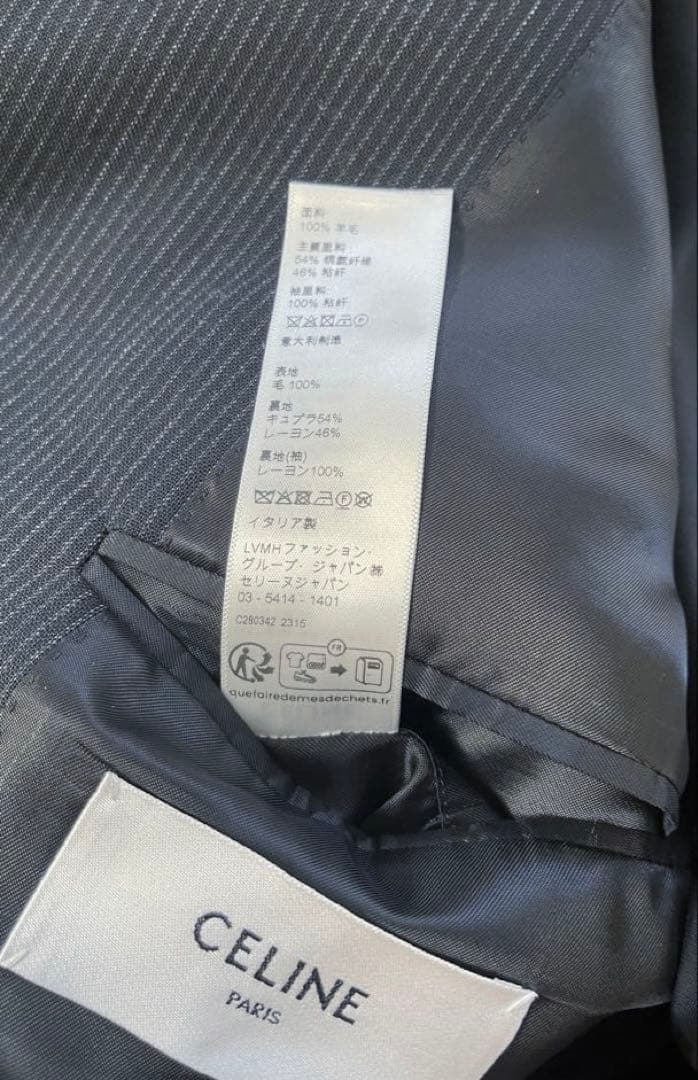 面料:
100% 羊毛
主要里料:
54% 铜氨纤维
46% 粘纤
袖里料:
100% 粘纤
意大利制造
表地
毛 100%
裏地
キュプラ54%
レーヨン46%
裏地(袖)
レーヨン100%
イタリア製
LVMHファッション・
グループ・ジャパン㈱
セリーヌジャパン
03 - 5414 - 1401
C280342 2315
FR
quefairedemesdechets.fr
CELINE
PARIS